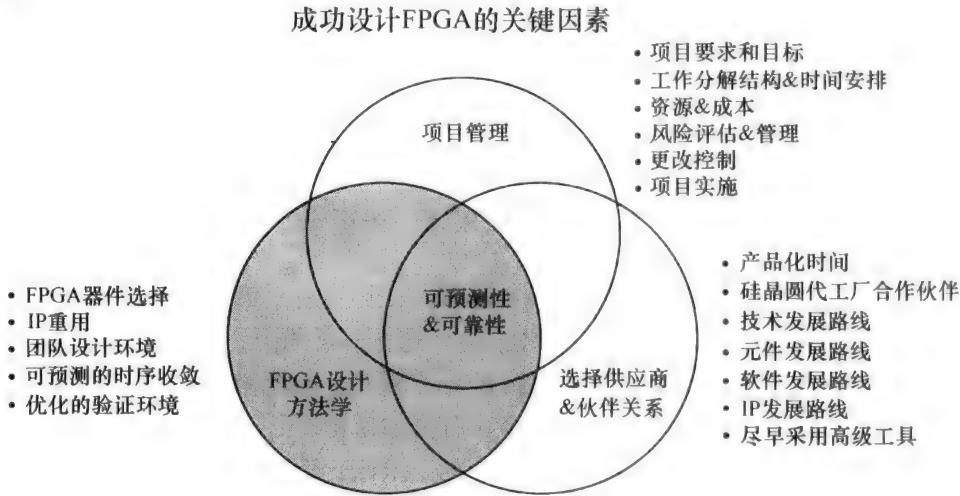 成功设计FPGA的关键因素
• 项目要求和目标
• 工作分解结构&时间安排
• 资源&成本
• 风险评估&管理
• 更改控制
• 项目实施
项目管理
• FPGA器件选择
• IP重用
• 团队设计环境
• 可预测的时序收敛
• 优化的验证环境
可预测性
&可靠性
FPGA设计
方法学
选择供应商
&伙伴关系
• 产品化时间
• 硅晶圆代工厂合作伙伴
• 技术发展路线
• 元件发展路线
• 软件发展路线
• IP发展路线
• 尽早采用高级工具